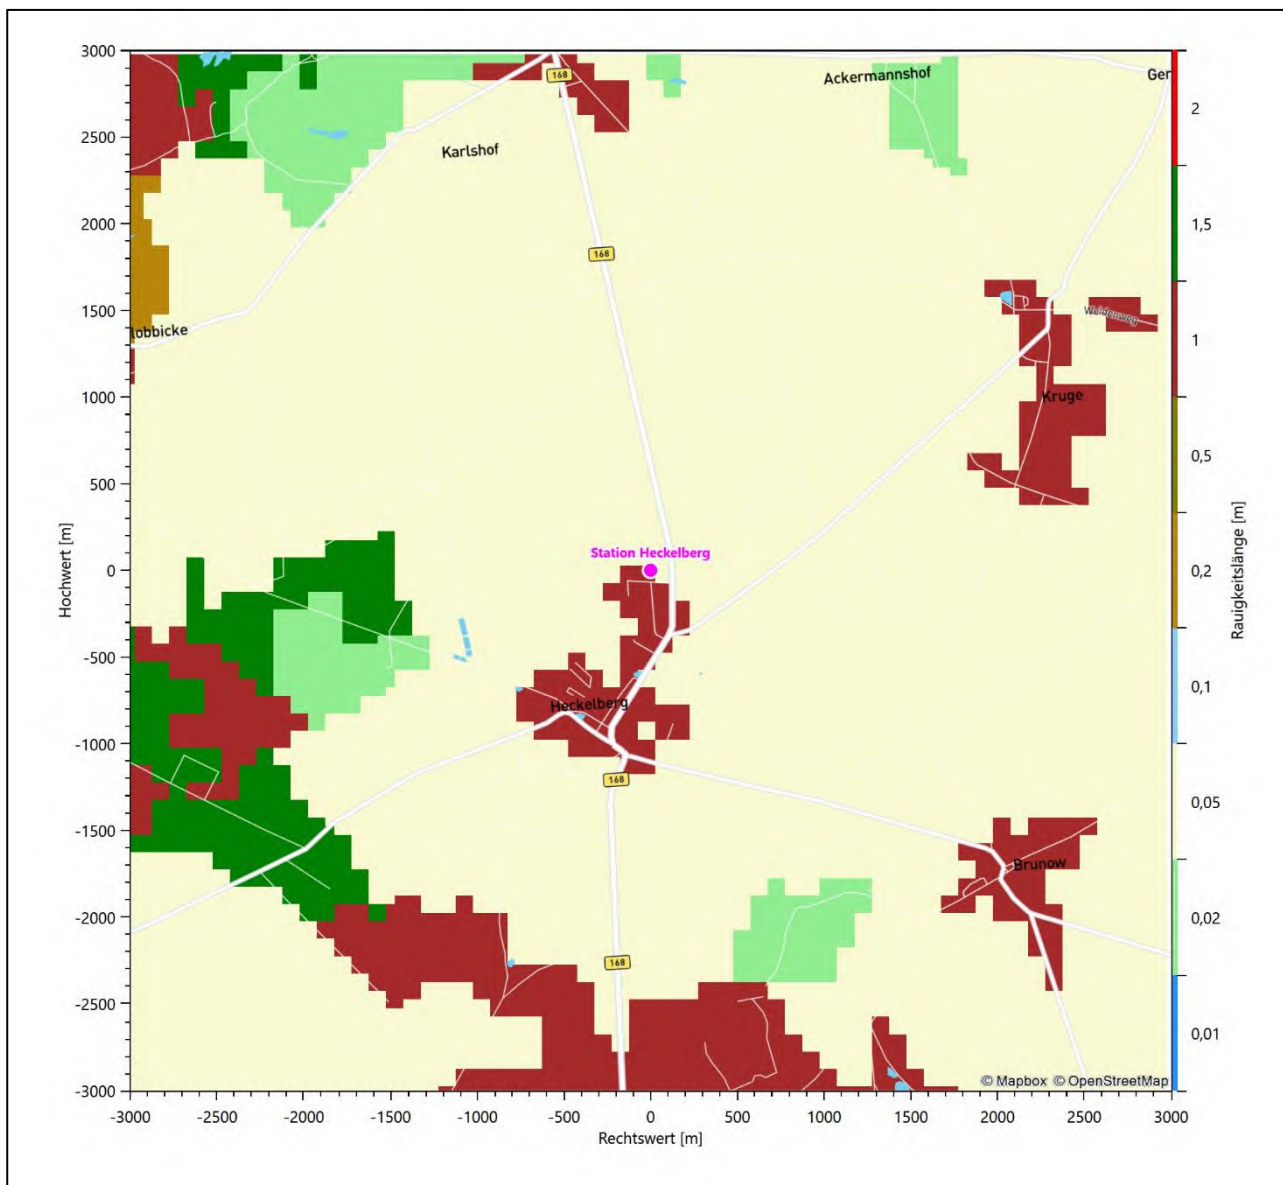 3000
2500
2000
1500
1000
500
0
-500
-1000
-1500
-2000
-2500
-3000
Hochwert [m]
168
Ackermannshof
Ger
Karlshof
168
lobbicke
Weidenweg
Kruge
Station Heckelberg
Heckelberg
168
Brunow
168
© Mapbox © OpenStreetMap
-3000 -2500 -2000 -1500 -1000 -500 0 500 1000 1500 2000 2500 3000
Rechtswert [m]
2
1,5
1
0,5
0,2
0,1
0,05
0,02
0,01
Rauigkeitslänge [m]